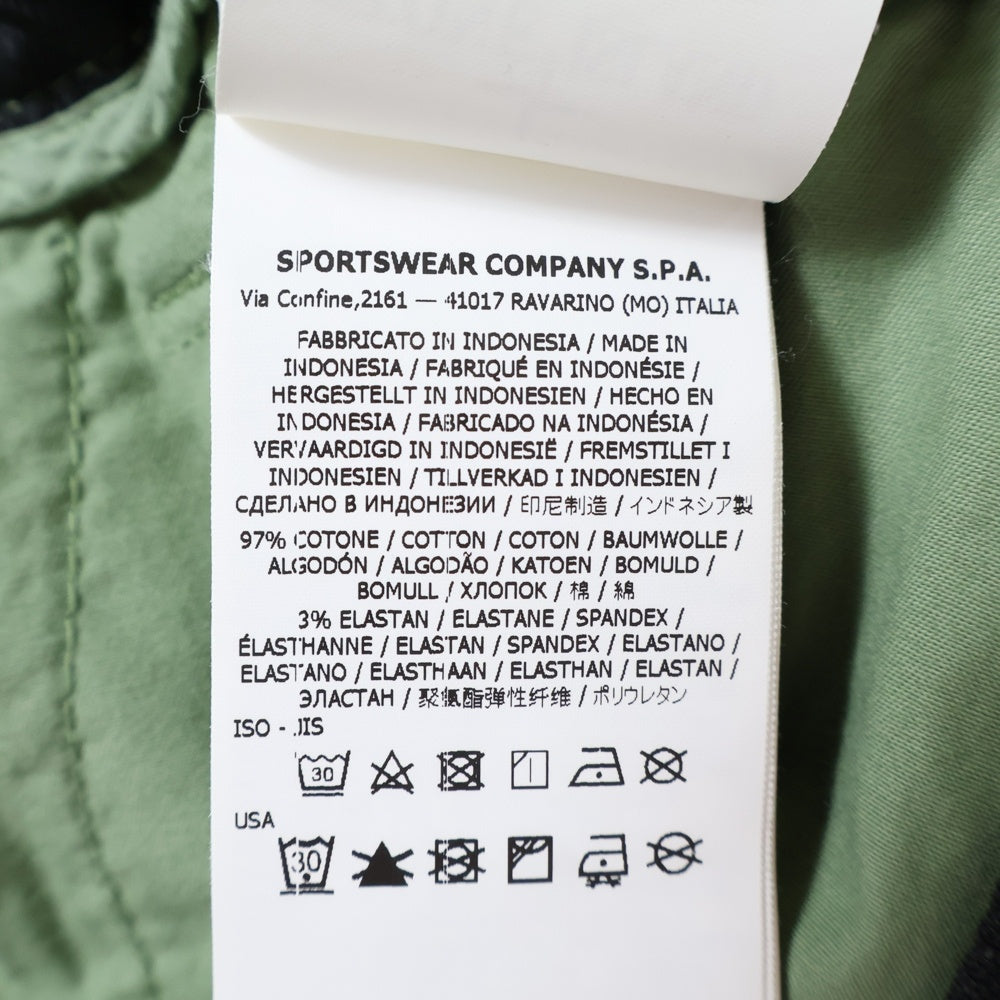 SPORTSWEAR COMPANY S.P.A.
Via Confine,2161 — 41017 RAVARINO (MO) ITALIA
FABBRICATO IN INDONESIA / MADE IN
INDONESIA / FABRIQUÉ EN INDONÉSIE /
HERGESTELLT IN INDONESIEN / HECHO EN
INDONESIA / FABRICADO NA INDONÉSIA /
VERVAARDIGD IN INDONESIË / FREMSTILLET I
INDONESIEN / TILLVERKAD I INDONESIEN /
СДЕЛАНО В ИНДОНЕЗИИ / 印尼制造 / インドネシア製
97% COTONE / COTTON / COTON / BAUMWOLLE /
ALGODÓN / ALGODÃO / KATOEN / BOMULD /
BOMULL / ХЛОПОК / 棉 / 綿
3% ELASTAN / ELASTANE / SPANDEX /
ÉLASTHANNE / ELASTAN / SPANDEX / ELASTANO /
ELASTANO / ELASTHAAN / ELASTHAN / ELASTAN /
ЭЛАСТАН / 聚氨酯弹性纤维 / ポリウレタン
ISO - JIS
30
USA
30